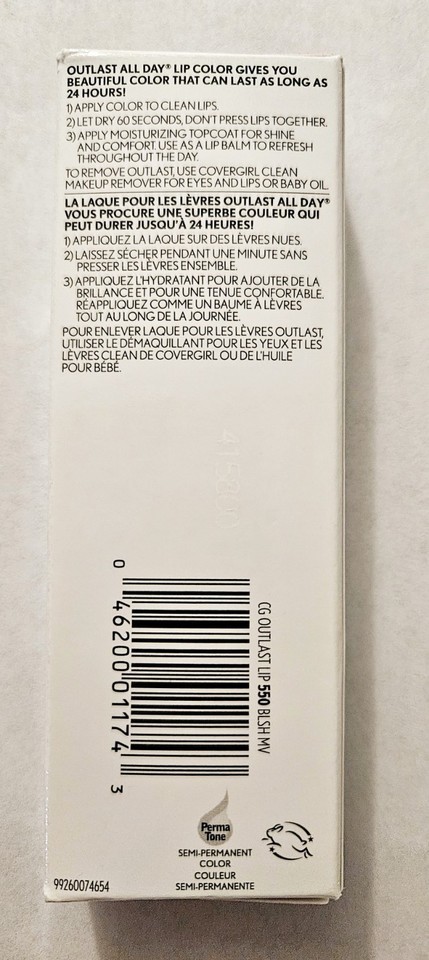 OUTLAST ALL DAY® LIP COLOR GIVES YOU
BEAUTIFUL COLOR THAT CAN LAST AS LONG AS
24 HOURS!
1) APPLY COLOR TO CLEAN LIPS.
2) LET DRY 60 SECONDS, DON'T PRESS LIPS TOGETHER.
3) APPLY MOISTURIZING TOPCOAT FOR SHINE
AND COMFORT. USE AS A LIP BALM TO REFRESH
THROUGHOUT THE DAY.
TO REMOVE OUTLAST, USE COVERGIRL CLEAN
MAKEUP REMOVER FOR EYES AND LIPS OR BABY OIL.
LA LAQUE POUR LES LÈVRES OUTLAST ALL DAY®
VOUS PROCURE UNE SUPERBE COULEUR QUI
PEUT DURER JUSQU'À 24 HEURES!
1) APPLIQUEZ LA LAQUE SUR DES LÈVRES NUES.
2) LAISSEZ SÉCHER PENDANT UNE MINUTE SANS
PRESSER LES LÈVRES ENSEMBLE.
3) APPLIQUEZ L'HYDRATANT POUR AJOUTER DE LA
BRILLANCE ET POUR UNE TENUE CONFORTABLE.
RÉAPPLIQUEZ COMME UN BAUME À LÈVRES
TOUT AU LONG DE LA JOURNÉE.
POUR ENLEVER LAQUE POUR LES LÈVRES OUTLAST,
UTILISER LE DÉMAQUILLANT POUR LES YEUX ET LES
LÈVRES CLEAN DE COVERGIRL OU DE L'HUILE
POUR BÉBÉ.
0 46200 01174 3
CG OUTLAST LIP 550 BLSH MV
Perma
Tone
SEMI-PERMANENT
COLOR
COULEUR
SEMI-PERMANENTE
99260074654